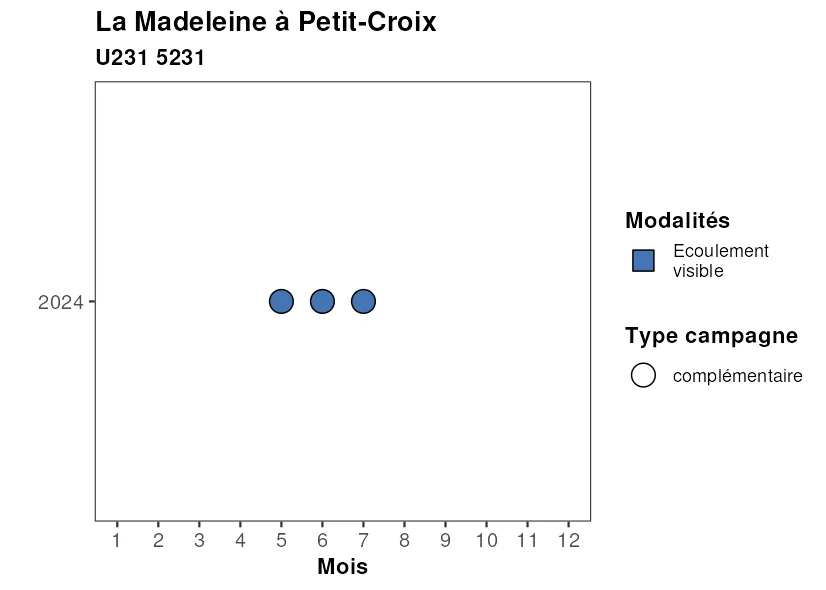 La Madeleine à Petit-Croix
U231 5231
2024
1 2 3 4 5 6 7 8 9 10 11 12
Mois
Modalités
Ecoulement
visible
Type campagne
complémentaire